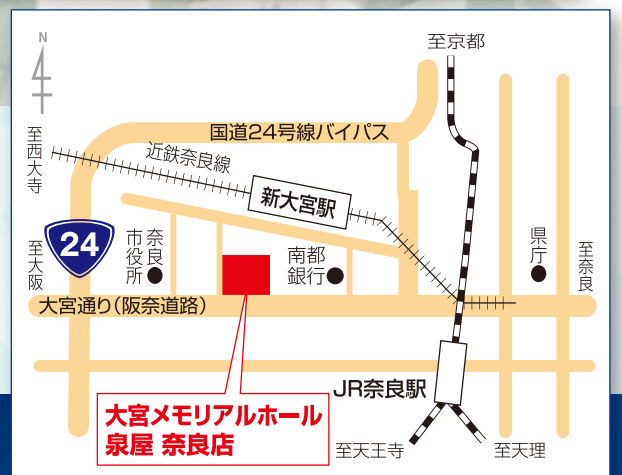 N
至京都
国道24号線バイパス
至西大寺
近鉄奈良線
新大宮駅
24
至大阪
奈良
市役所
南都
銀行
県庁
至奈良
大宮通り(阪奈道路)
JR奈良駅
大宮メモリアルホール
泉屋 奈良店
至天王寺
至天理